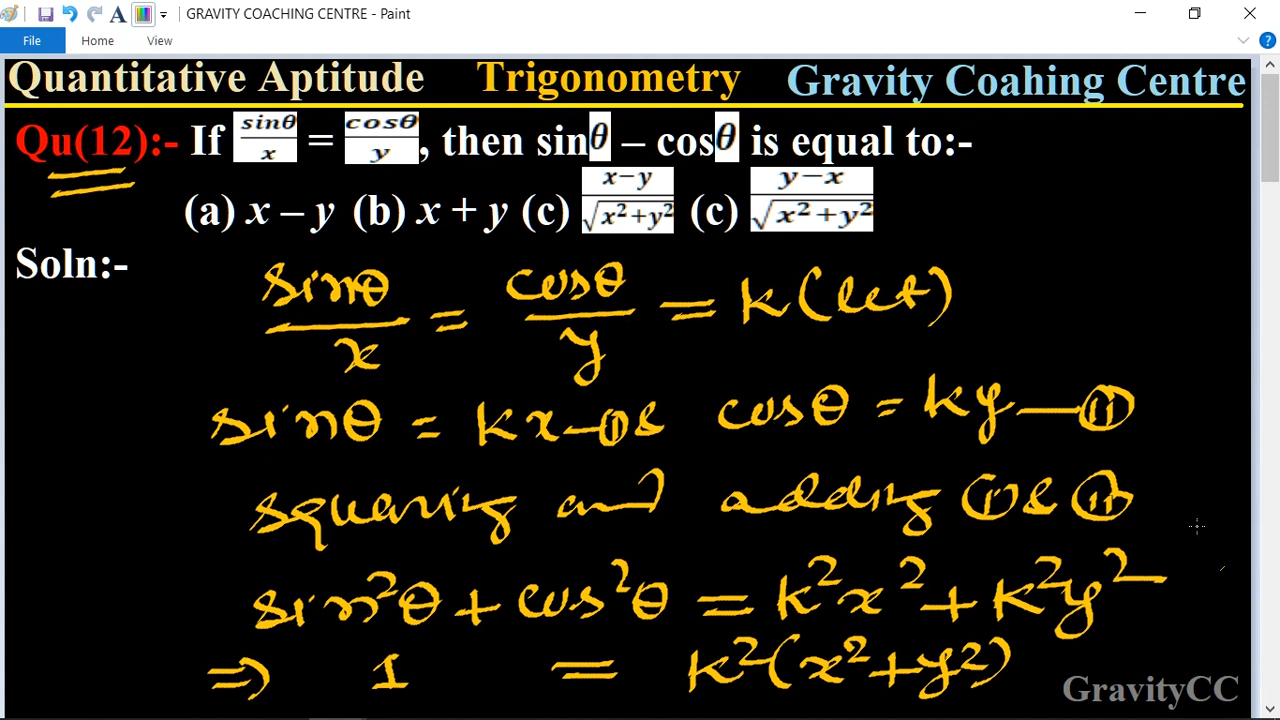 GRAVITY COACHING CENTRE - Paint
File Home View
Quantitative Aptitude Trigonometry Gravity Coahing Centre
Qu(12):- If sinθ/x = cosθ/y, then sinθ – cosθ is equal to:-
(a) x – y (b) x + y (c) x−y/√x²+y² (c) y−x/√x²+y²
Soln:-
sinθ/x = cosθ/y = k (let)
sinθ = kx — (i) & cosθ = ky — (ii)
squaring and adding (i) & (ii)
sin²θ + cos²θ = k²x² + k²y²
⇒ 1 = k²(x²+y²)
GravityCC